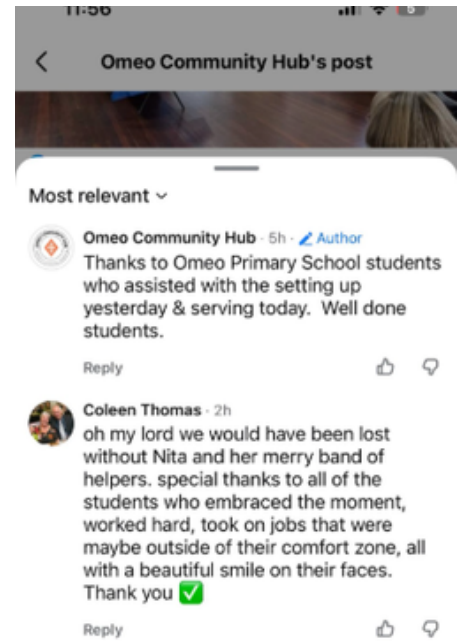 11:56
5
Omeo Community Hub's post
Most relevant
Omeo Community Hub · 5h · Author
Thanks to Omeo Primary School students
who assisted with the setting up
yesterday & serving today. Well done
students.
Reply
Coleen Thomas · 2h
oh my lord we would have been lost
without Nita and her merry band of
helpers. special thanks to all of the
students who embraced the moment,
worked hard, took on jobs that were
maybe outside of their comfort zone, all
with a beautiful smile on their faces.
Thank you ✅
Reply